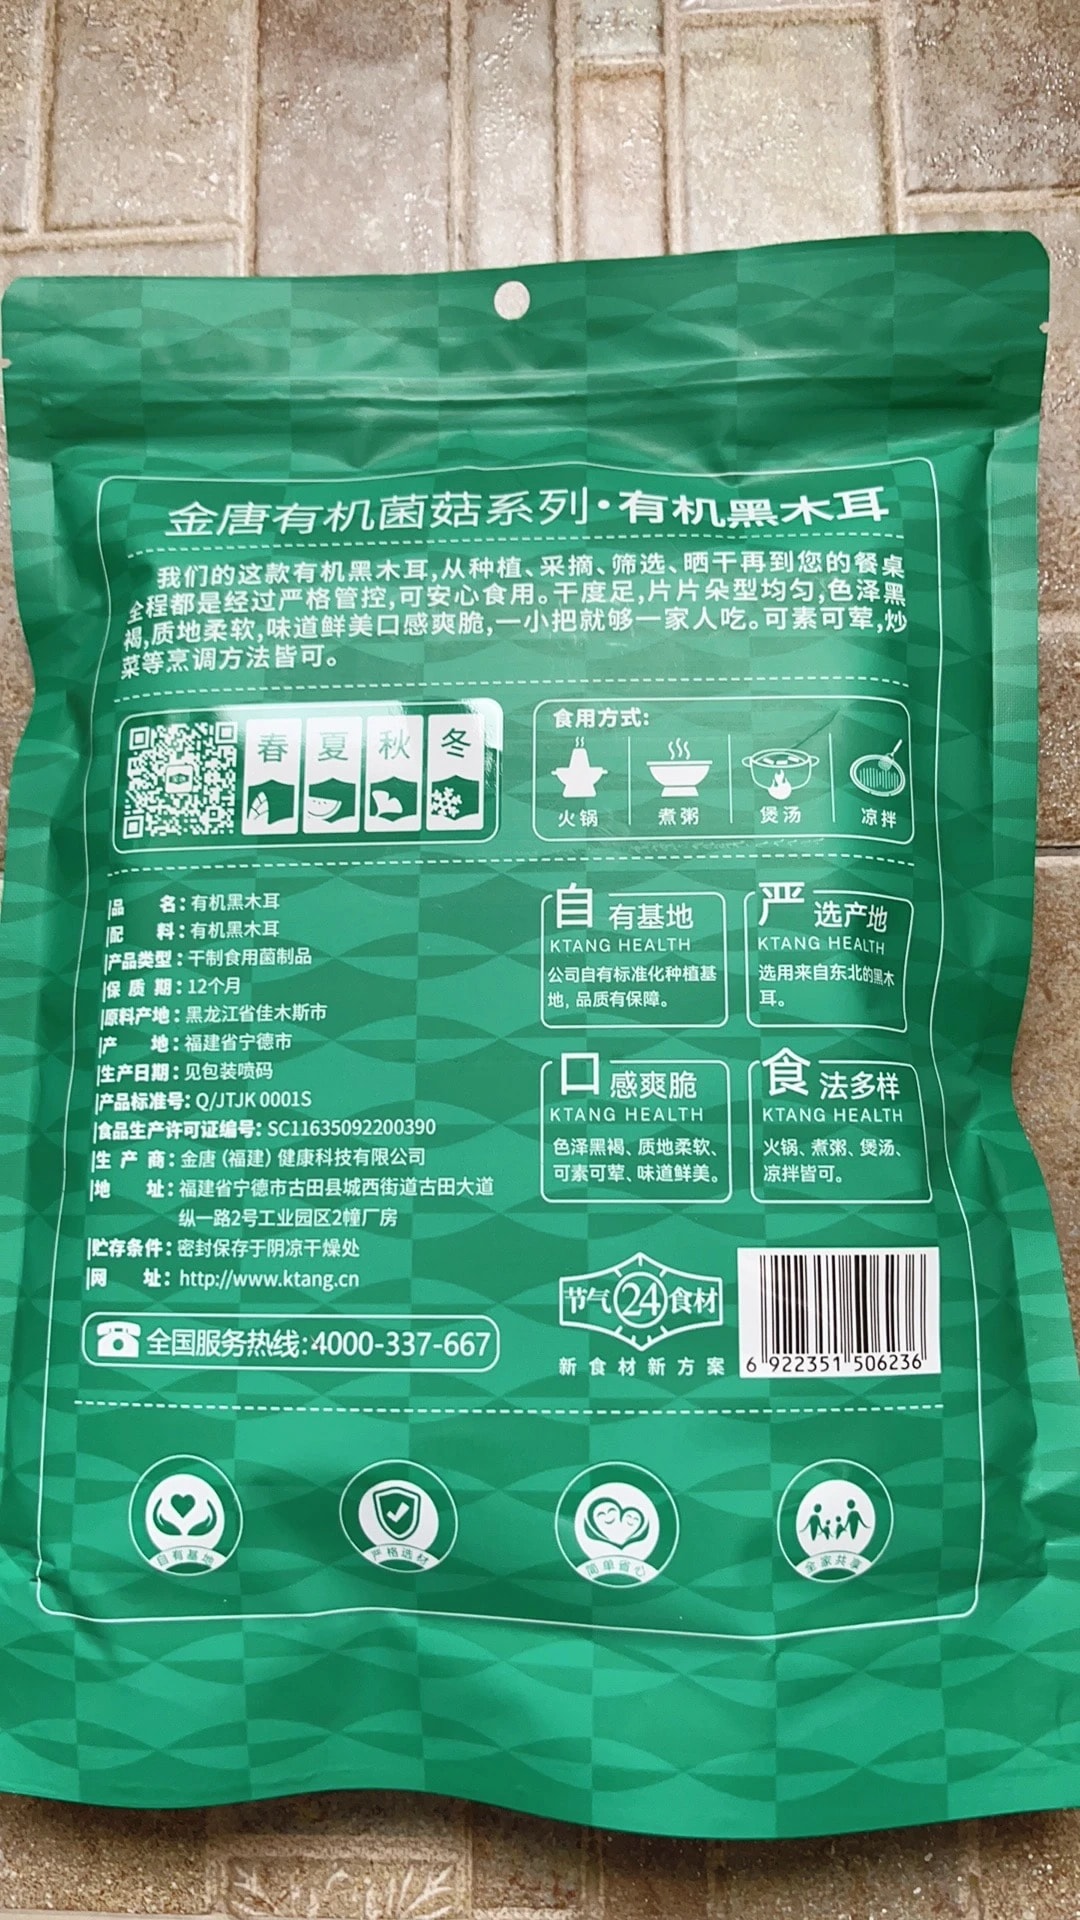 金唐有机菌菇系列·有机黑木耳
我们的这款有机黑木耳,从种植、采摘、筛选、晒干再到您的餐桌
全程都是经过严格管控,可安心食用。干度足,片片朵型均匀,色泽黑
褐,质地柔软,味道鲜美口感爽脆,一小把就够一家人吃。可素可荤,炒
菜等烹调方法皆可。
春 夏 秋 冬
食用方式:
火锅 煮粥 煲汤 凉拌
品 名:有机黑木耳
配 料:有机黑木耳
产品类型:干制食用菌制品
保 质 期:12个月
原料产地:黑龙江省佳木斯市
产 地:福建省宁德市
生产日期:见包装喷码
产品标准号:Q/JTJK 0001S
食品生产许可证编号:SC11635092200390
生 产 商:金唐(福建)健康科技有限公司
地 址:福建省宁德市古田县城西街道古田大道
纵一路2号工业园区2幢厂房
贮存条件:密封保存于阴凉干燥处
网 址:http://www.ktang.cn
全国服务热线:4000-337-667
自有基地
KTANG HEALTH
公司自有标准化种植基
地,品质有保障。
严选产地
KTANG HEALTH
选用来自东北的黑木
耳。
口感爽脆
KTANG HEALTH
色泽黑褐、质地柔软、
可素可荤、味道鲜美。
食法多样
KTANG HEALTH
火锅、煮粥、煲汤、
凉拌皆可。
节气24食材
新食材新方案
6 922351 506236
自有基地
严格选材
简单省心
全家共享